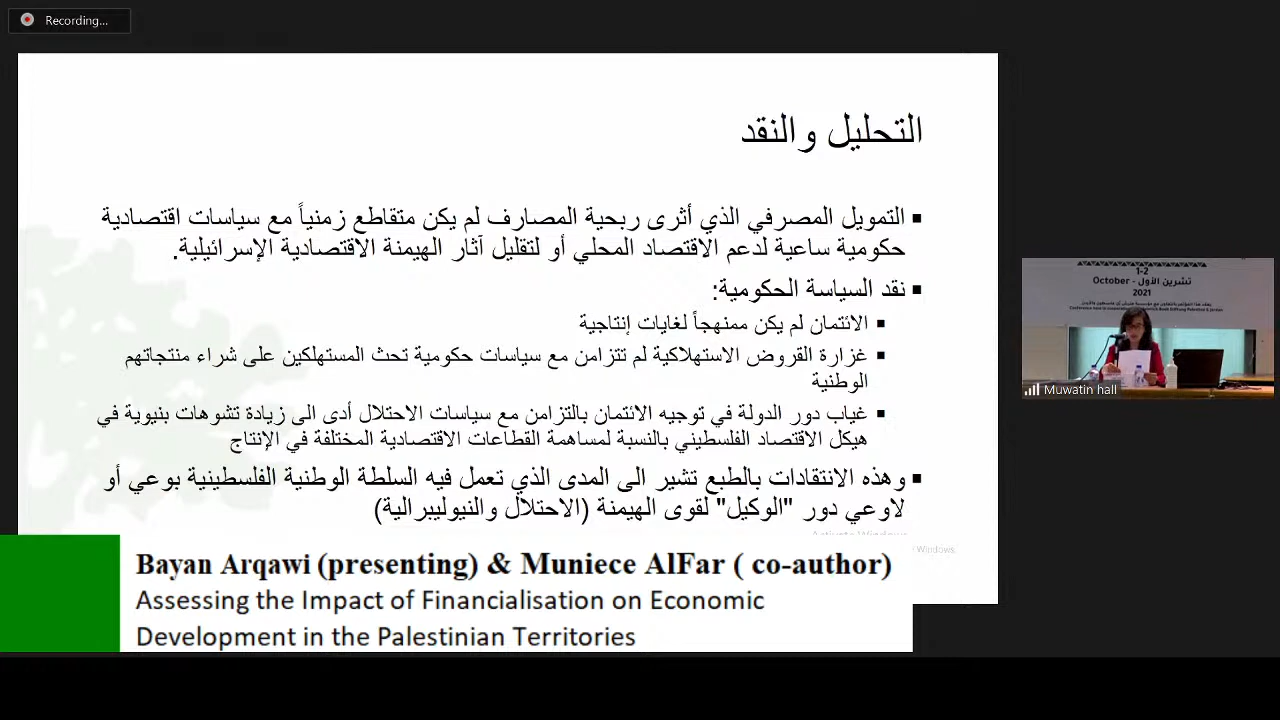 Recording...
التحليل والنقد
▪ التمويل المصرفي الذي أثرى ربحية المصارف لم يكن متقاطع زمنياً مع سياسات اقتصادية
حكومية ساعية لدعم الاقتصاد المحلي أو لتقليل آثار الهيمنة الاقتصادية الإسرائيلية.
▪ نقد السياسة الحكومية:
▪ الائتمان لم يكن ممنهجاً لغايات إنتاجية
▪ غزارة القروض الاستهلاكية لم تتزامن مع سياسات حكومية تحث المستهلكين على شراء منتجاتهم
الوطنية
▪ غياب دور الدولة في توجيه الائتمان بالتزامن مع سياسات الاحتلال أدى الى زيادة تشوهات بنيوية في
هيكل الاقتصاد الفلسطيني بالنسبة لمساهمة القطاعات الاقتصادية المختلفة في الإنتاج
▪ وهذه الانتقادات بالطبع تشير الى المدى الذي تعمل فيه السلطة الوطنية الفلسطينية بوعي أو
لاوعي دور "الوكيل" لقوى الهيمنة (الاحتلال والنيوليبرالية)
Windows.
Bayan Arqawi (presenting) & Muniece AlFar ( co-author)
Assessing the Impact of Financialisation on Economic
Development in the Palestinian Territories
1-2
تشرين الأول - October
2021
Muwatin hall